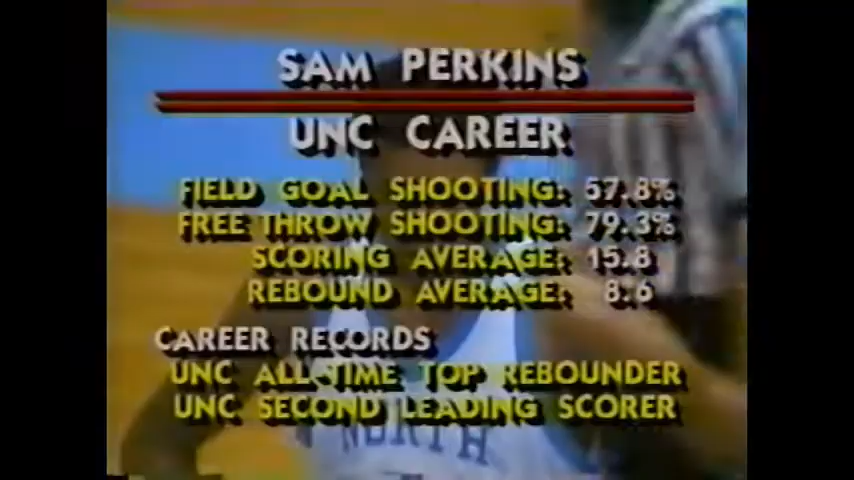 SAM PERKINS
UNC CAREER
FIELD GOAL SHOOTING: 57.8%
FREE THROW SHOOTING: 79.3%
SCORING AVERAGE: 15.8
REBOUND AVERAGE: 8.6
CAREER RECORDS
UNC ALL-TIME TOP REBOUNDER
UNC SECOND LEADING SCORER
NORTH